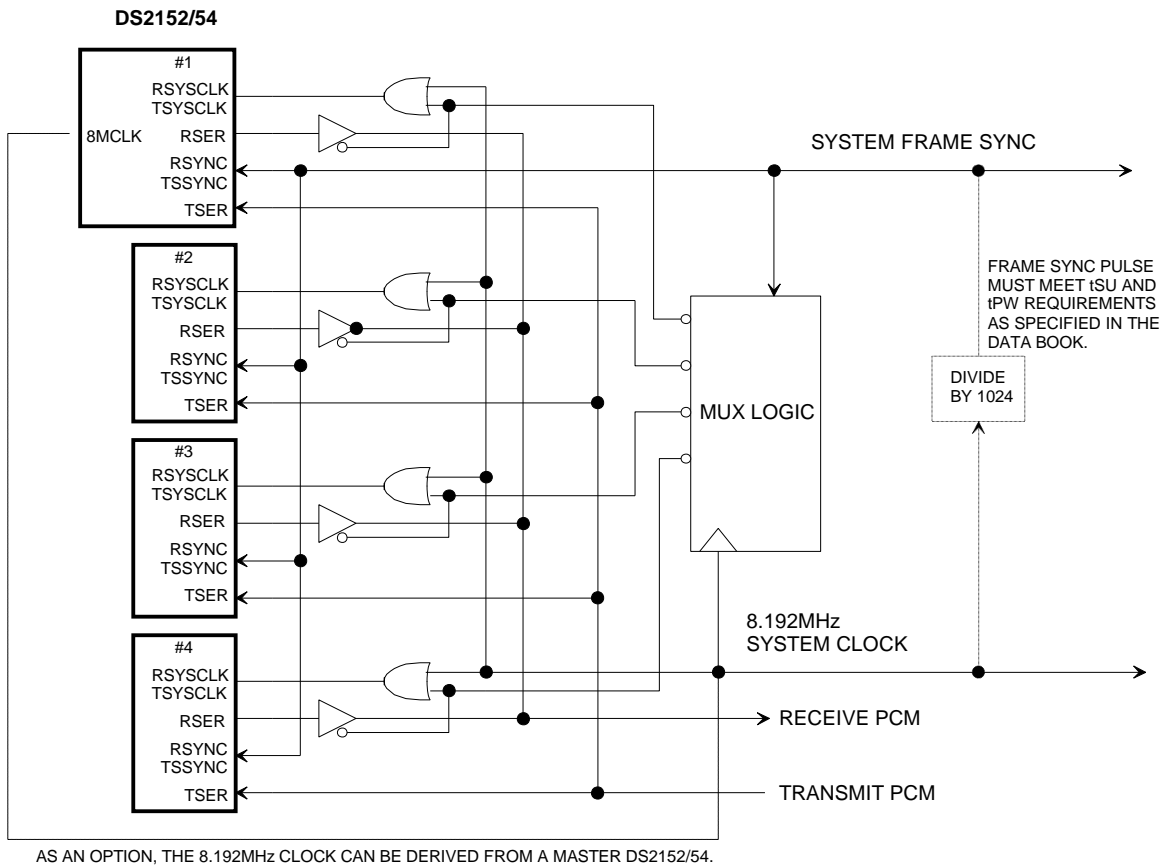 DS2152/54
#1
RSYSCLK
TSYSCLK
8MCLK
RSER
RSYNC
TSSYNC
TSER
#2
RSYSCLK
TSYSCLK
RSER
RSYNC
TSSYNC
TSER
#3
RSYSCLK
TSYSCLK
RSER
RSYNC
TSSYNC
TSER
#4
RSYSCLK
TSYSCLK
RSER
RSYNC
TSSYNC
TSER
SYSTEM FRAME SYNC
FRAME SYNC PULSE
MUST MEET tSU AND
tPW REQUIREMENTS
AS SPECIFIED IN THE
DATA BOOK.
DIVIDE
BY 1024
MUX LOGIC
8.192MHz
SYSTEM CLOCK
RECEIVE PCM
TRANSMIT PCM
AS AN OPTION, THE 8.192MHz CLOCK CAN BE DERIVED FROM A MASTER DS2152/54.